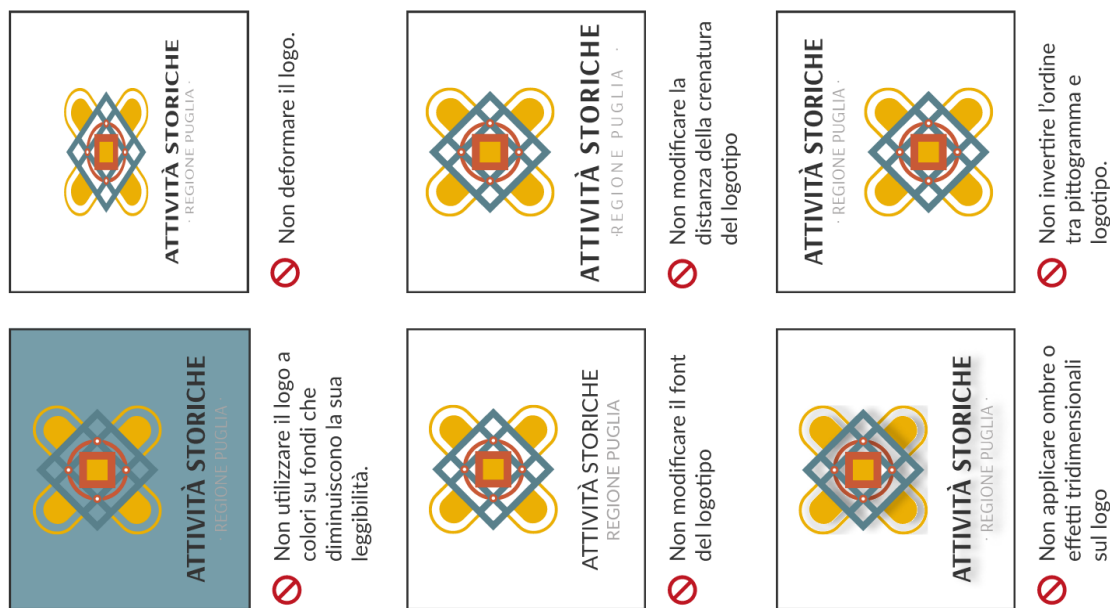 ATTIVITÀ STORICHE
· REGIONE PUGLIA ·
Non utilizzare il logo a
colori su fondi che
diminuiscono la sua
leggibilità.
ATTIVITÀ STORICHE
· REGIONE PUGLIA ·
Non deformare il logo.
ATTIVITÀ STORICHE
REGIONE PUGLIA
Non modificare il font
del logotipo
ATTIVITÀ STORICHE
·REGIONE PUGLIA ·
Non modificare la
distanza della crenatura
del logotipo
ATTIVITÀ STORICHE
· REGIONE PUGLIA ·
Non applicare ombre o
effetti tridimensionali
sul logo
ATTIVITÀ STORICHE
· REGIONE PUGLIA ·
Non invertire l'ordine
tra pittogramma e
logotipo.